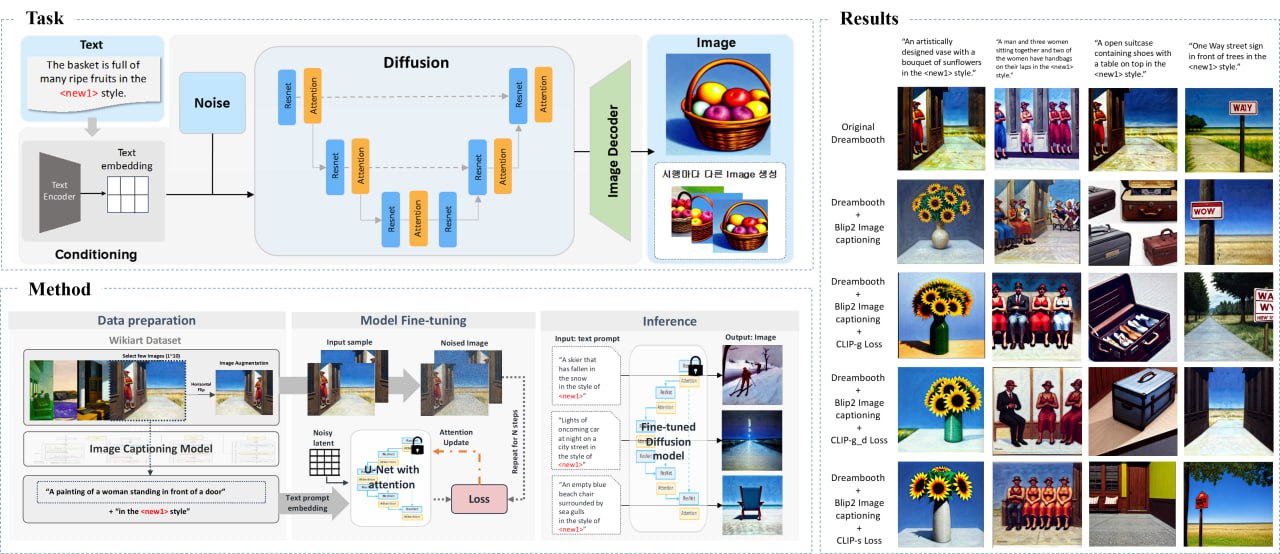 Task
Text
The basket is full of
many ripe fruits in the
<new1> style.
Text
Encoder
Text
embedding
Conditioning
Noise
Diffusion
Resnet
Attention
Resnet
Attention
Resnet
Attention
Resnet
Attention
Resnet
Resnet
Attention
Resnet
Attention
Image Decoder
Image
시행마다 다른 Image 생성
Method
Data preparation
Wikiart Dataset
Select few Images (1~10)
Horizontal
Flip
Image Augmentation
Image Captioning Model
"A painting of a woman standing in front of a door"
+ "in the <new1> style"
Model Fine-tuning
Input sample
Noised Image
Noisy
latent
Attention
Update
U-Net with
attention
Text prompt
embedding
Loss
Repeat for N steps
Inference
Input: text prompt
Output: Image
"A skier that
has fallen in
the snow
in the style of
<new1>"
"Lights of
oncoming car
at night on a
city street in
the style of
<new1>"
"An empty blue
beach chair
surrounded by
sea gulls
in the style of
<new1>"
Fine-tuned
Diffusion
model
Results
"An artistically
designed vase with a
bouquet of sunflowers
in the <new1> style."
"A man and three women
sitting together and two of
the women have handbags
on their laps in the <new1>
style."
"A open suitcase
containing shoes with
a table on top in the
<new1> style."
"One Way street sign
in front of trees in the
<new1> style."
Original
Dreambooth
Dreambooth
+
Blip2 Image
captioning
Dreambooth
+
Blip2 Image
captioning
+
CLIP-g Loss
Dreambooth
+
Blip2 Image
captioning
+
CLIP-g_d Loss
Dreambooth
+
Blip2 Image
captioning
+
CLIP-s Loss
WAY
WOW